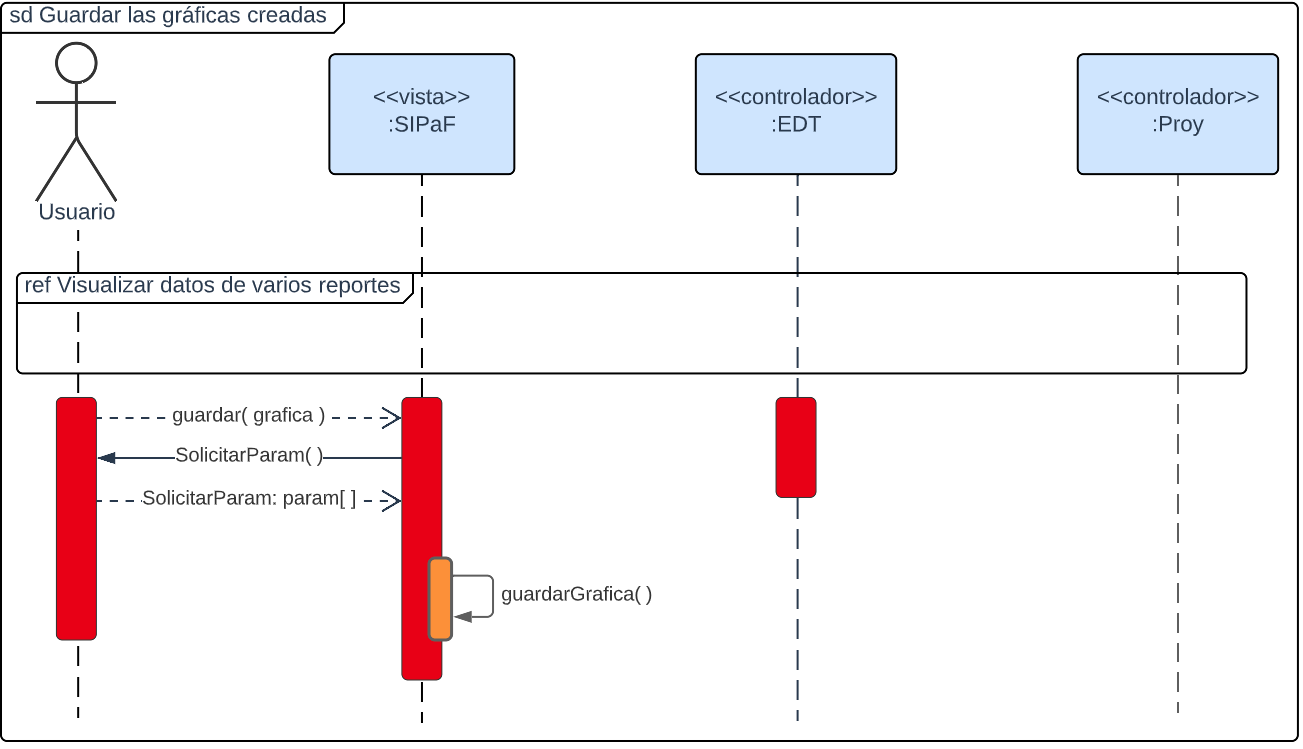 sd Guardar las gráficas creadas
Usuario
<<vista>>
:SIPaF
<<controlador>>
:EDT
<<controlador>>
:Proy
ref Visualizar datos de varios reportes
guardar( grafica )
SolicitarParam( )
SolicitarParam: param[ ]
guardarGrafica( )